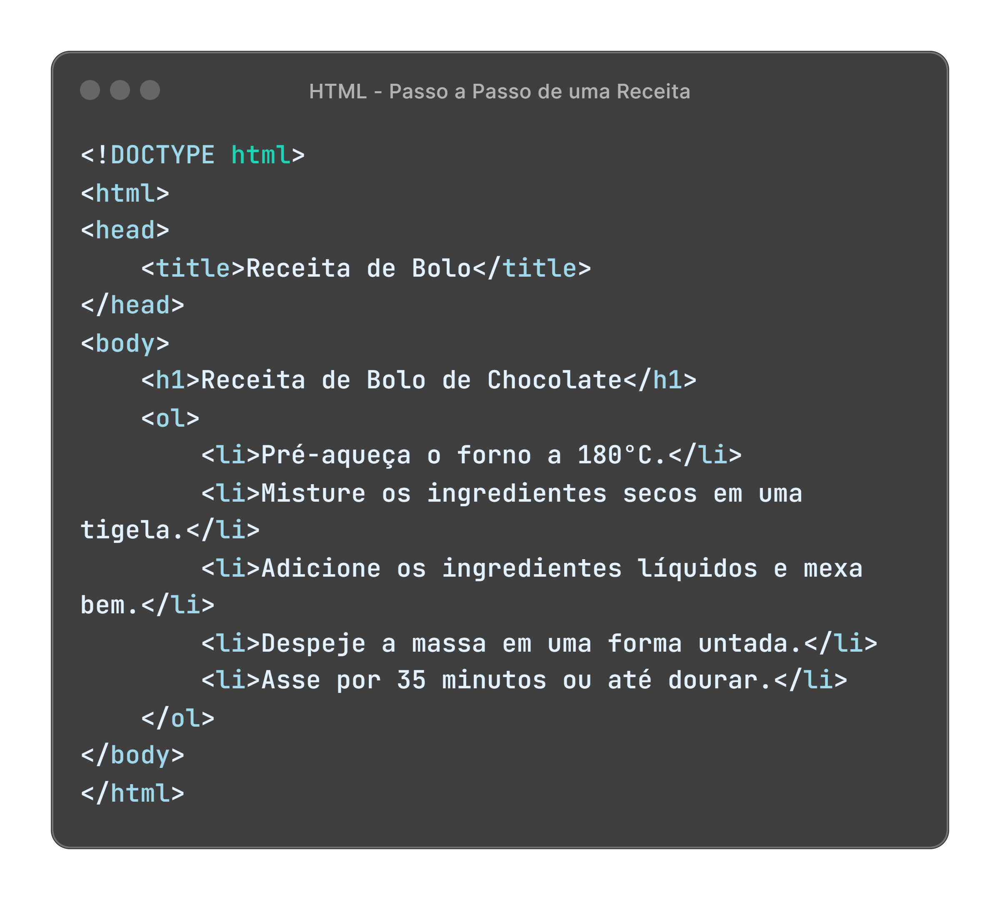 HTML - Passo a Passo de uma Receita
<!DOCTYPE html>
<html>
<head>
    <title>Receita de Bolo</title>
</head>
<body>
    <h1>Receita de Bolo de Chocolate</h1>
    <ol>
        <li>Pré-aqueça o forno a 180°C.</li>
        <li>Misture os ingredientes secos em uma
tigela.</li>
        <li>Adicione os ingredientes líquidos e mexa
bem.</li>
        <li>Despeje a massa em uma forma untada.</li>
        <li>Asse por 35 minutos ou até dourar.</li>
    </ol>
</body>
</html>